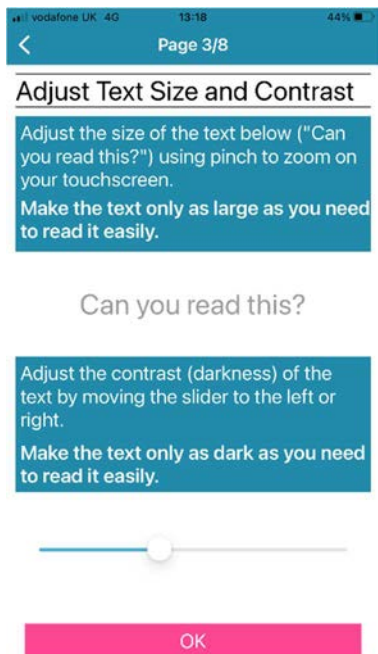 vodafone UK 4G 13:18 44%
Page 3/8
Adjust Text Size and Contrast
Adjust the size of the text below ("Can
you read this?") using pinch to zoom on
your touchscreen.
Make the text only as large as you need
to read it easily.
Can you read this?
Adjust the contrast (darkness) of the
text by moving the slider to the left or
right.
Make the text only as dark as you need
to read it easily.
OK